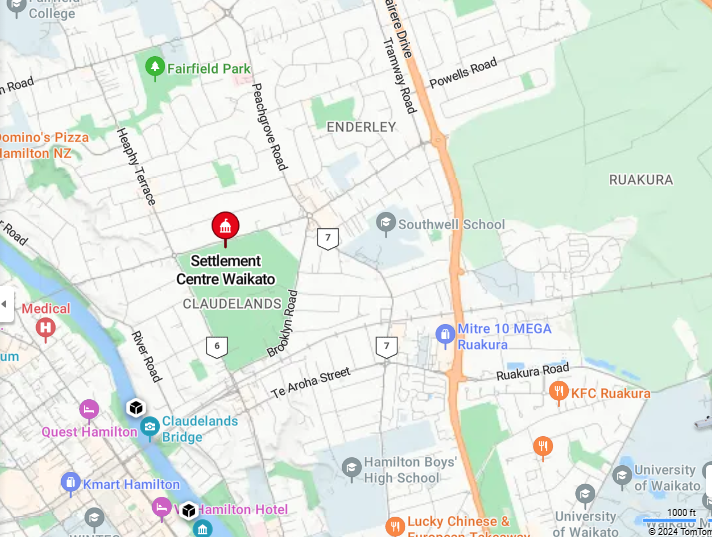 Fairfield
College
airere Drive
Tramway Road
Powells Road
Fairfield Park
n Road
Peachgrove Road
ENDERLEY
Heaphy Terrace
Domino's Pizza
Hamilton NZ
RUAKURA
r Road
Southwell School
7
Settlement
Centre Waikato
CLAUDELANDS
Brooklyn Road
Medical
H
River Road
6
7
Mitre 10 MEGA
Ruakura
um
Te Aroha Street
Ruakura Road
KFC Ruakura
Quest Hamilton
Claudelands
Bridge
Hamilton Boys'
High School
University
of Waikato
Kmart Hamilton
Hamilton Hotel
1000 ft
Lucky Chinese &
European Takeaway
University
of Waikato
Waikato M
© 2024 TomTom